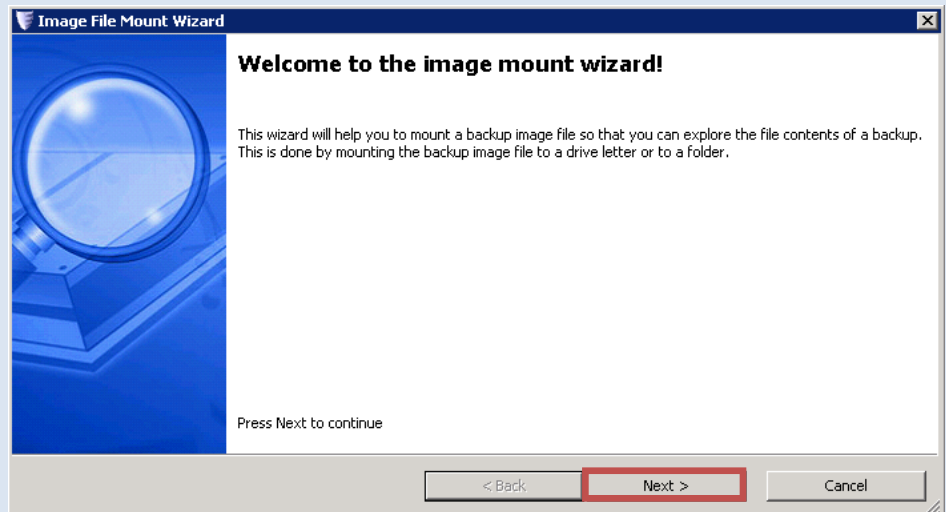 Image File Mount Wizard
Welcome to the image mount wizard!
This wizard will help you to mount a backup image file so that you can explore the file contents of a backup.
This is done by mounting the backup image file to a drive letter or to a folder.
Press Next to continue
< Back
Next >
Cancel